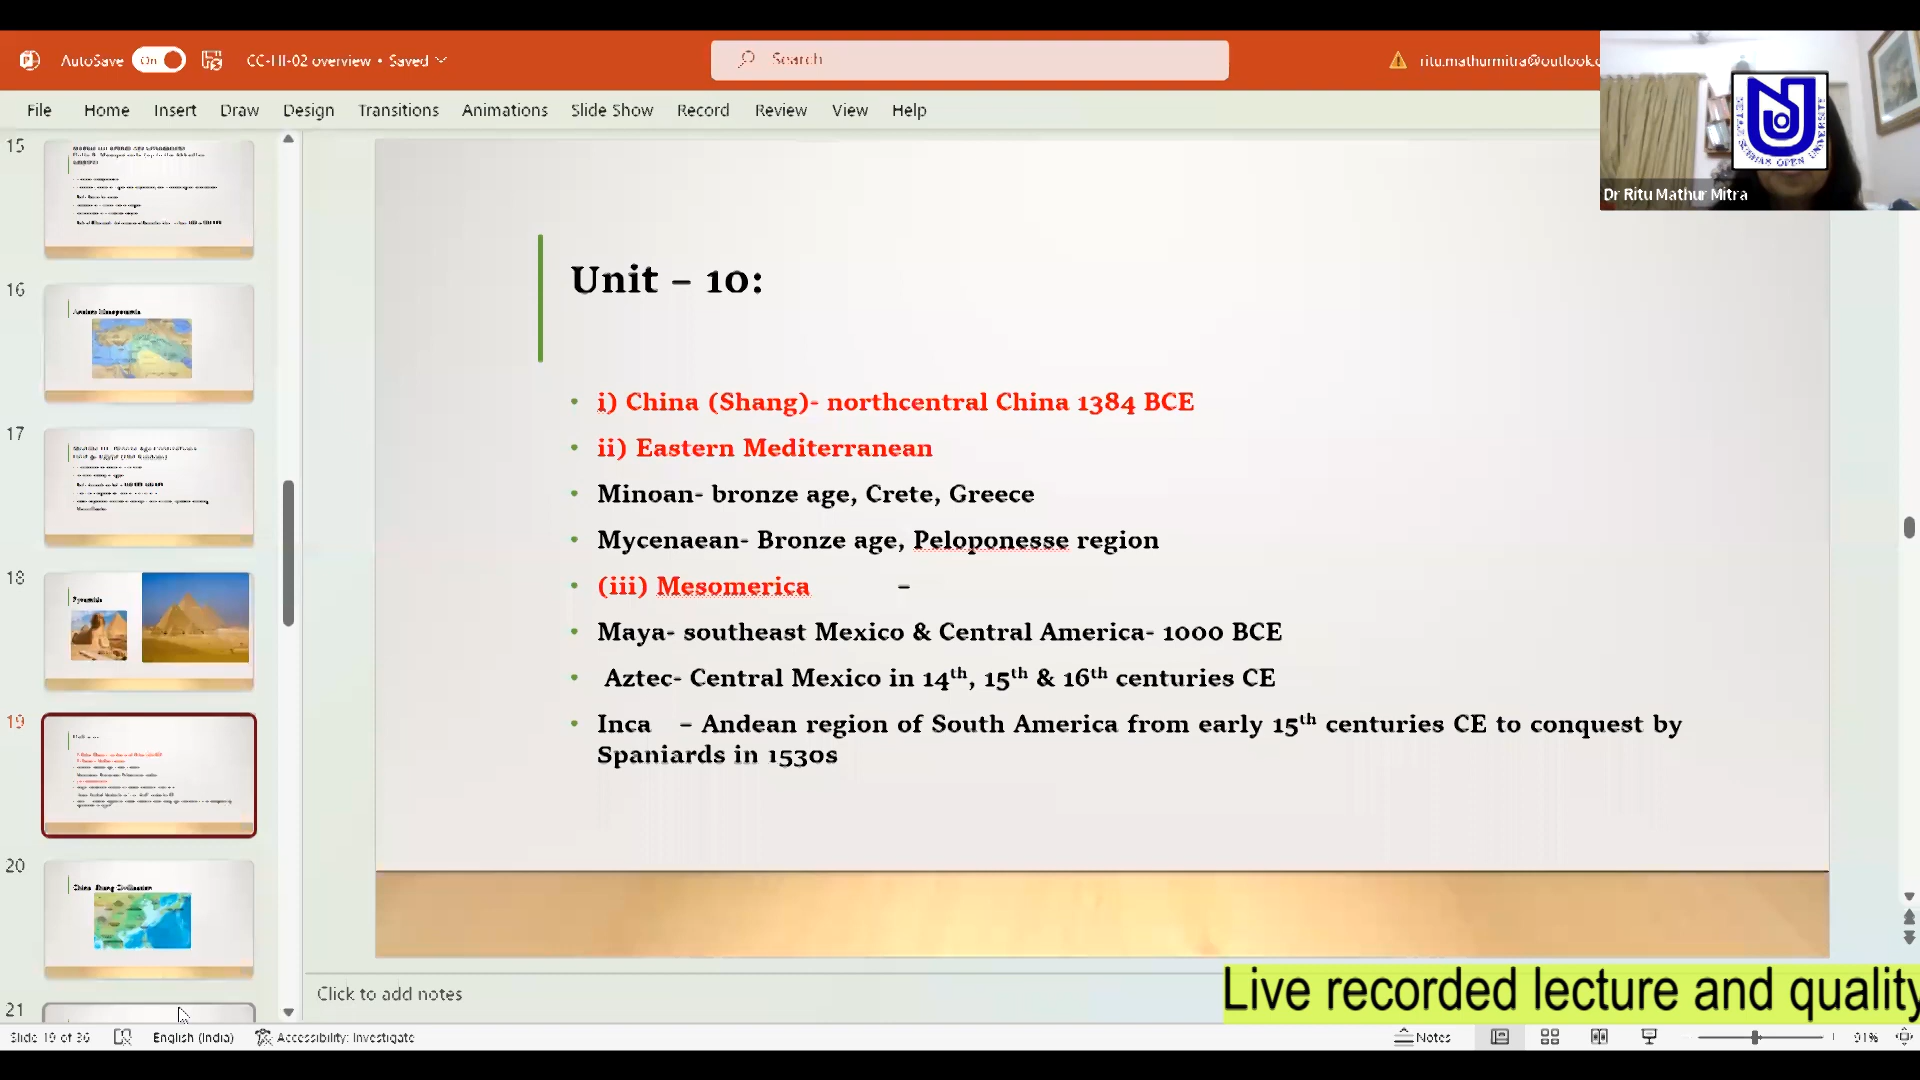 AutoSave On CC-HI-02 overview • Saved Search ritu.mathurmitra@outlook.c
File Home Insert Draw Design Transitions Animations Slide Show Record Review View Help
Dr Ritu Mathur Mitra
15
16
Ancient Mesopotamia
17
18
Pyramids
19
20
China Shang Civilization
21
Unit – 10:
• i) China (Shang)- northcentral China 1384 BCE
• ii) Eastern Mediterranean
• Minoan- bronze age, Crete, Greece
• Mycenaean- Bronze age, Peloponesse region
• (iii) Mesomerica –
• Maya- southeast Mexico & Central America- 1000 BCE
• Aztec- Central Mexico in 14th, 15th & 16th centuries CE
• Inca – Andean region of South America from early 15th centuries CE to conquest by
Spaniards in 1530s
Click to add notes
Live recorded lecture and quality
Slide 19 of 36 English (India) Accessibility: Investigate Notes 91%